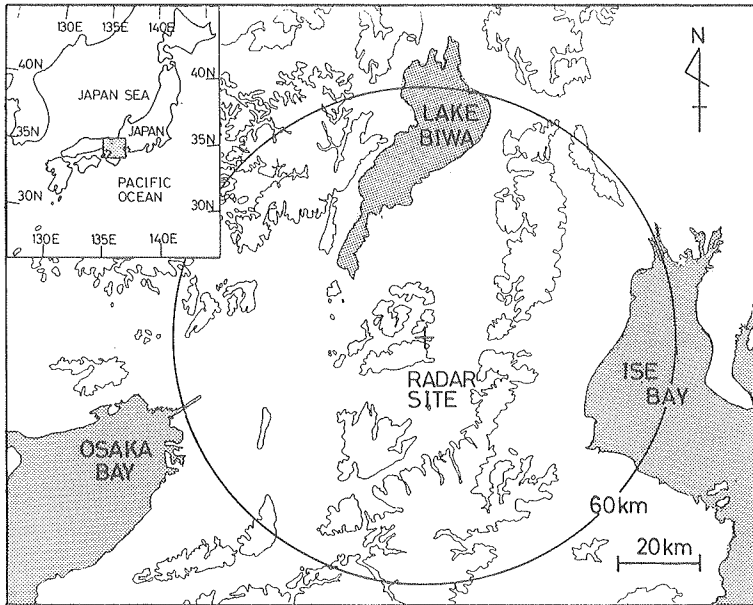 130E 135E 140E
40N
40N
JAPAN SEA
35N
JAPAN
35N
PACIFIC
OCEAN
30N
30N
130E 135E 140E
N
LAKE
BIWA
RADAR
SITE
ISE
BAY
OSAKA
BAY
60km
20km